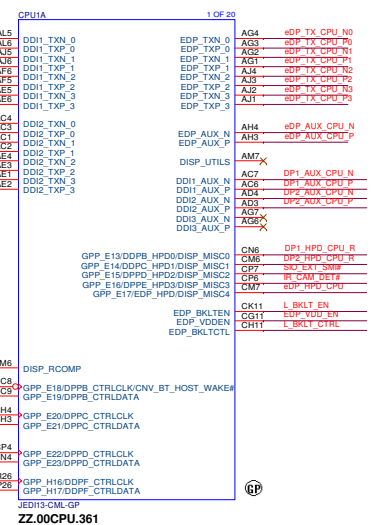 CPU1A 1 OF 20
DDI1_TXN_0 EDP_TXN_0 AG4 eDP_TX_CPU_N0
DDI1_TXP_0 EDP_TXP_0 AG3 eDP_TX_CPU_P0
DDI1_TXN_1 EDP_TXN_1 AG2 eDP_TX_CPU_N1
DDI1_TXP_1 EDP_TXP_1 AG1 eDP_TX_CPU_P1
DDI1_TXN_2 EDP_TXN_2 AJ4 eDP_TX_CPU_N2
DDI1_TXP_2 EDP_TXP_2 AJ3 eDP_TX_CPU_P2
DDI1_TXN_3 EDP_TXN_3 AJ2 eDP_TX_CPU_N3
DDI1_TXP_3 EDP_TXP_3 AJ1 eDP_TX_CPU_P3
DDI2_TXN_0 EDP_AUX_N AH4 eDP_AUX_CPU_N
DDI2_TXP_0 EDP_AUX_P AH3 eDP_AUX_CPU_P
DDI2_TXN_1
DDI2_TXP_1
DDI2_TXN_2 DISP_UTILS AM7
DDI2_TXP_2
DDI2_TXN_3 DDI1_AUX_N AC7 DP1_AUX_CPU_N
DDI2_TXP_3 DDI1_AUX_P AC6 DP1_AUX_CPU_P
DDI2_AUX_N AD4 DP2_AUX_CPU_N
DDI2_AUX_P AD3 DP2_AUX_CPU_P
DDI3_AUX_N AG7
DDI3_AUX_P AG6
GPP_E13/DDPB_HPD0/DISP_MISC0 CN6 DP1_HPD_CPU_R
GPP_E14/DDPC_HPD1/DISP_MISC1 CM6 DP2_HPD_CPU_R
GPP_E15/DPPD_HPD2/DISP_MISC2 CP7 SIO_EXT_SMI#
GPP_E16/DPPE_HPD3/DISP_MISC3 CP6 IR_CAM_DET#
GPP_E17/EDP_HPD/DISP_MISC4 CM7 eDP_HPD_CPU
EDP_BKLTEN CK11 L_BKLT_EN
EDP_VDDEN CG11 EDP_VDD_EN
EDP_BKLTCTL CH11 L_BKLT_CTRL
DISP_RCOMP
GPP_E18/DPPB_CTRLCLK/CNV_BT_HOST_WAKE#
GPP_E19/DPPB_CTRLDATA
GPP_E20/DPPC_CTRLCLK
GPP_E21/DPPC_CTRLDATA
GPP_E22/DPPD_CTRLCLK
GPP_E23/DPPD_CTRLDATA
GPP_H16/DDPF_CTRLCLK
GPP_H17/DDPF_CTRLDATA
GP
JEDI13-CML-GP
ZZ.00CPU.361